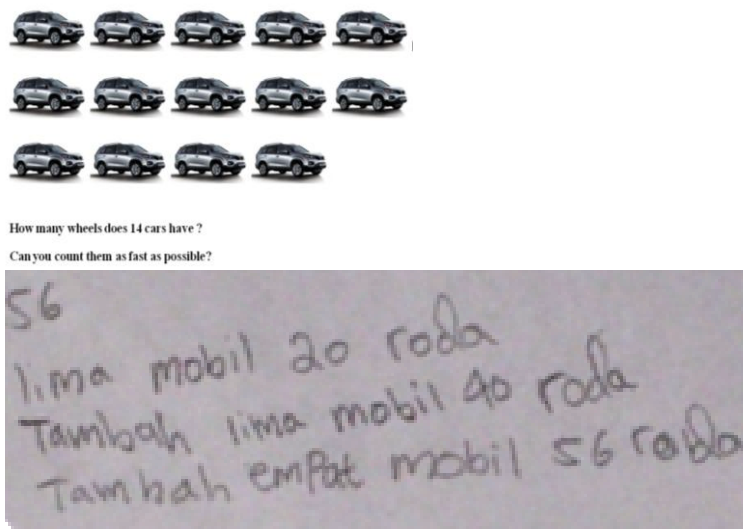 How many wheels does 14 cars have ?
Can you count them as fast as possible?
56
lima mobil 20 roda
Tambah lima mobil 40 roda
Tambah empat mobil 56 roda